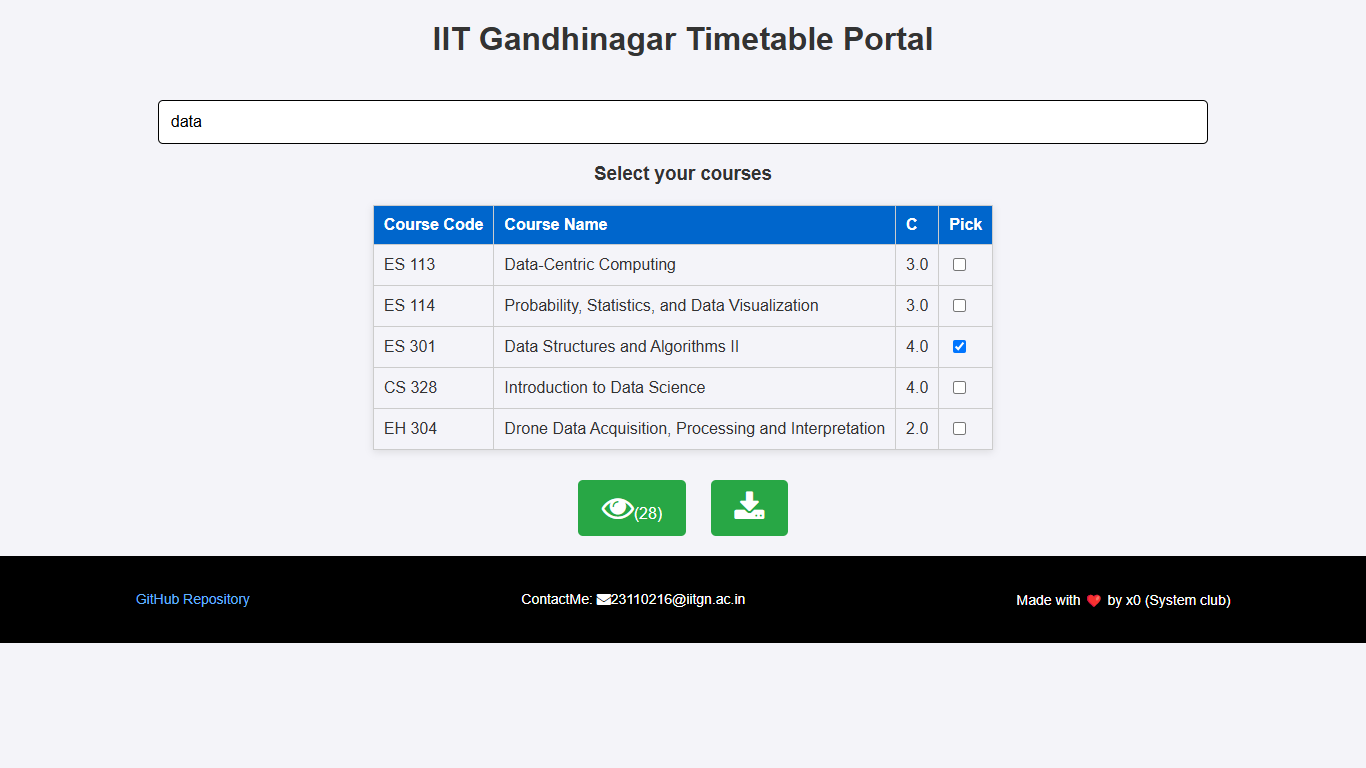 IIT Gandhinagar Timetable Portal
data
Select your courses
Course Code Course Name C Pick
ES 113 Data-Centric Computing 3.0
ES 114 Probability, Statistics, and Data Visualization 3.0
ES 301 Data Structures and Algorithms II 4.0
CS 328 Introduction to Data Science 4.0
EH 304 Drone Data Acquisition, Processing and Interpretation 2.0
(28)
GitHub Repository ContactMe: 23110216@iitgn.ac.in Made with ❤️ by x0 (System club)